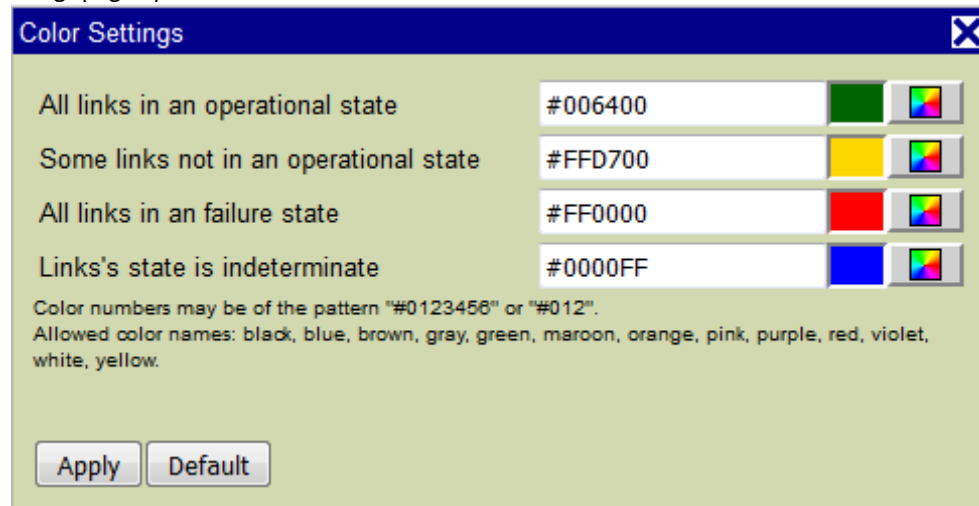 Color Settings
All links in an operational state #006400
Some links not in an operational state #FFD700
All links in an failure state #FF0000
Links's state is indeterminate #0000FF
Color numbers may be of the pattern "#0123456" or "#012".
Allowed color names: black, blue, brown, gray, green, maroon, orange, pink, purple, red, violet,
white, yellow.
Apply Default